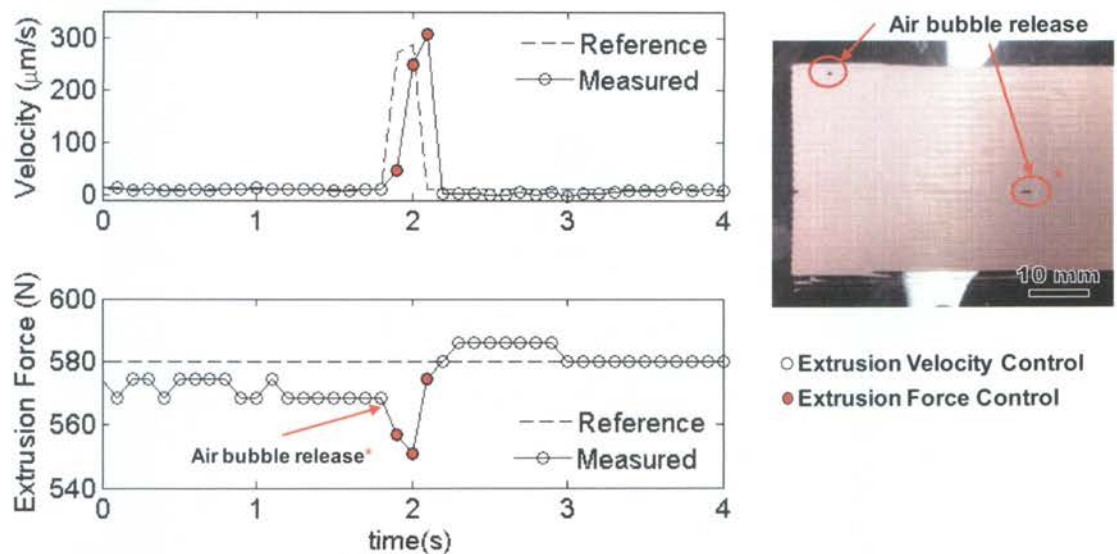 300
200
100
0
Velocity (μm/s)
Reference
Measured
0 1 2 3 4
600
580
560
540
Extrusion Force (N)
Air bubble release*
Reference
Measured
0 1 2 3 4
time(s)
Air bubble release
*
10 mm
Extrusion Velocity Control
Extrusion Force Control